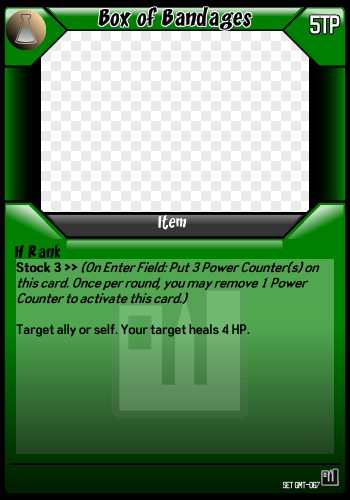 Box of Bandages
5TP
Item
H Rank
Stock 3 >> (On Enter Field: Put 3 Power Counter(s) on
this card. Once per round, you may remove 1 Power
Counter to activate this card.)
Target ally or self. Your target heals 4 HP.
SET GMT-067